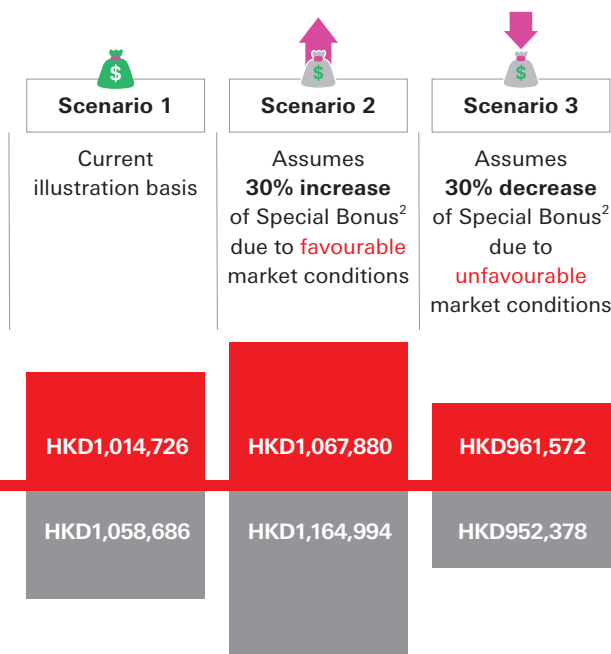 $
Scenario 1
Current
illustration basis
HKD1,014,726
HKD1,058,686
$
Scenario 2
Assumes
30% increase
of Special Bonus2
due to favourable
market conditions
HKD1,067,880
HKD1,164,994
$
Scenario 3
Assumes
30% decrease
of Special Bonus2
due to
unfavourable
market conditions
HKD961,572
HKD952,378